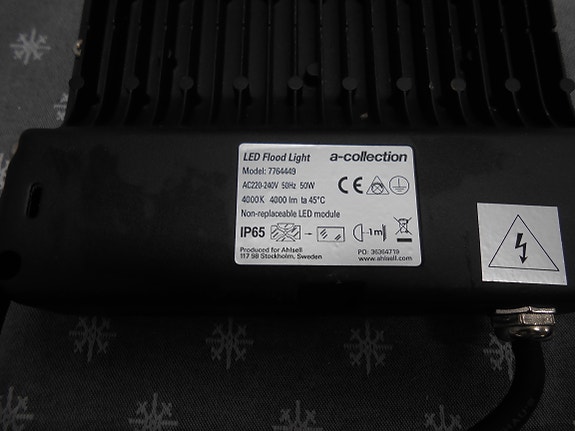 LED Flood Light a-collection
Model: 7764449
AC220-240V 50Hz 50W
4000K 4000 lm ta 45°C
Non-replaceable LED module
IP65 1m
Produced for Ahlsell PO: 36364719
117 98 Stockholm, Sweden www.ahlsell.com